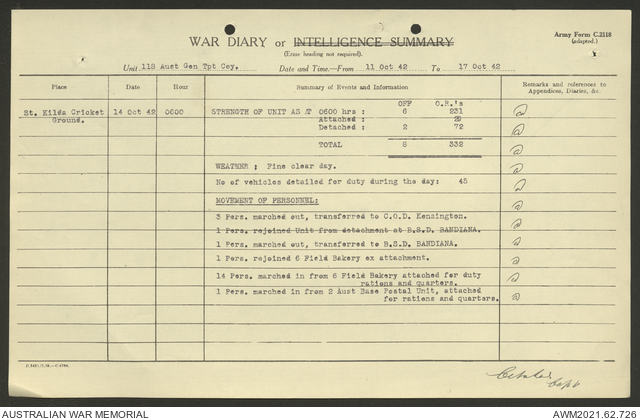 Army Form C.2118
(adapted.)
WAR DIARY or INTELLIGENCE SUMMARY
(Erase heading not required).
Unit 118 Aust Gen Tpt Coy. Date and Time.—From 11 Oct 42 To 17 Oct 42
Place Date Hour Summary of Events and Information Remarks and references to
Appendices, Diaries, &c.
OFF O.R.'s
St. Kilda Cricket 14 Oct 42 0600 STRENGTH OF UNIT AS AT 0600 hrs : 6 231
Ground. Attached : 29
Detached : 2 72
TOTAL 8 332
WEATHER : Fine clear day.
No of vehicles detailed for duty during the day: 45
MOVEMENT OF PERSONNEL:
3 Pers. marched out, transferred to C.O.D. Kensington.
1 Pers. rejoined Unit from detachment at B.S.D. BANDIANA.
1 Pers. marched out, transferred to B.S.D. BANDIANA.
1 Pers. rejoined 6 Field Bakery ex attachment.
14 Pers. marched in from 6 Field Bakery attached for duty
rations and quarters.
1 Pers. marched in from 2 Aust Base Postal Unit, attached
for rations and quarters.
Capt
AUSTRALIAN WAR MEMORIAL AWM2021.62.726